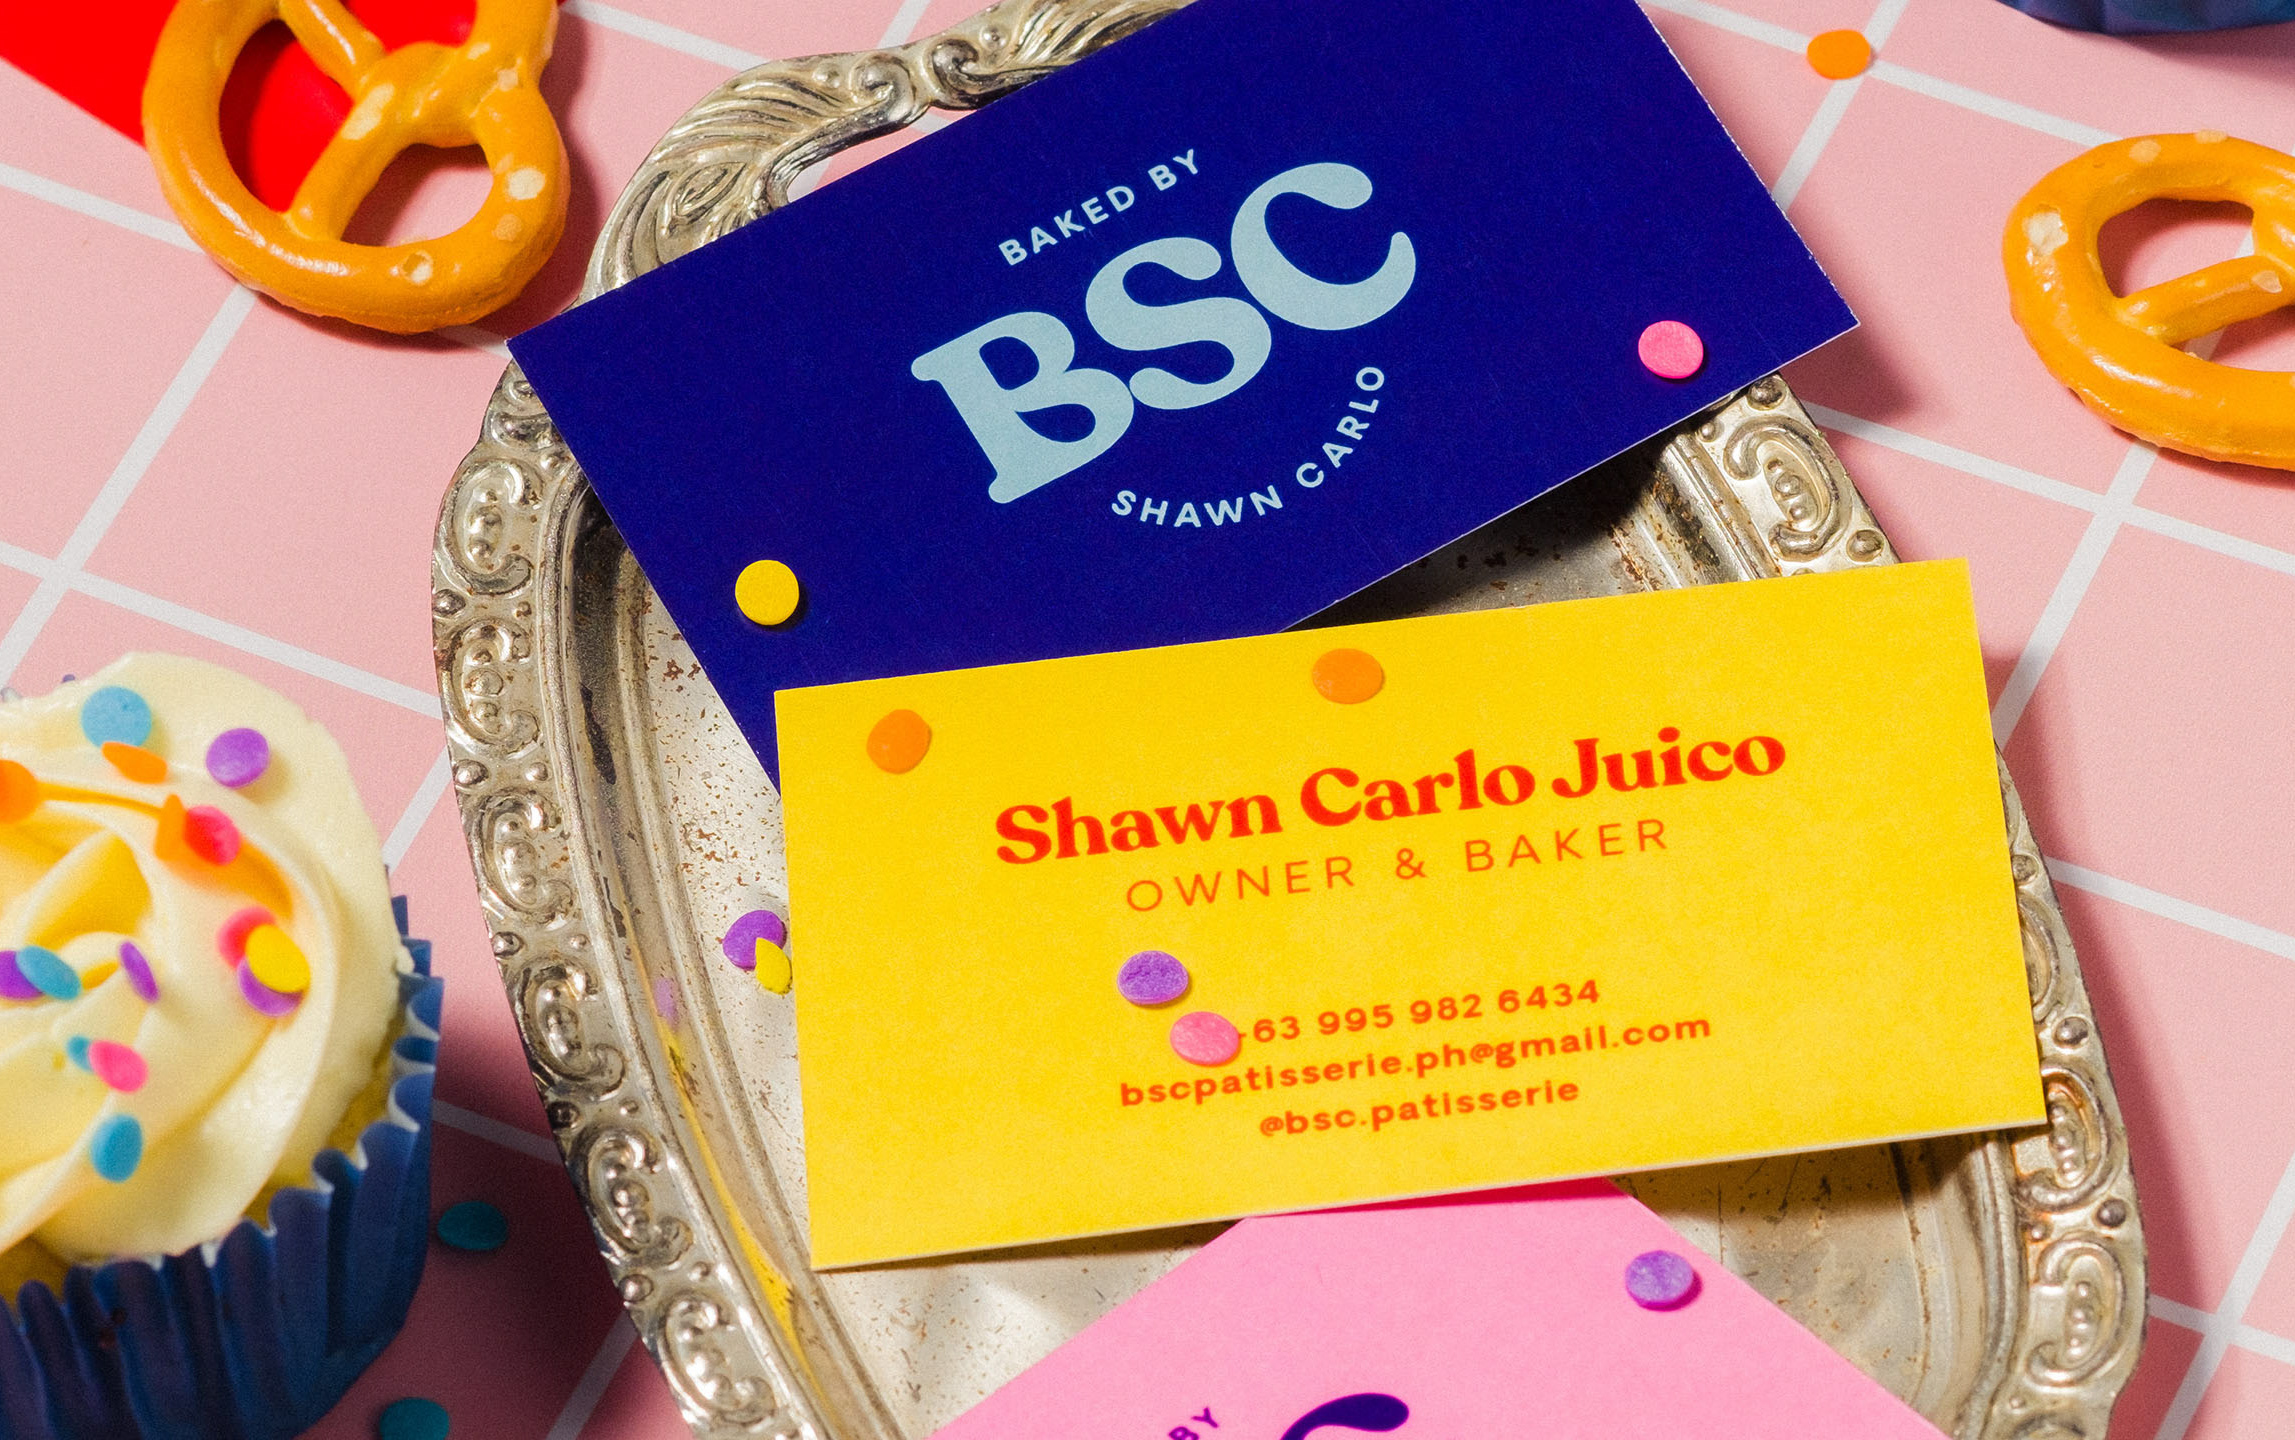 BAKED BY
BSC
SHAWN CARLO
Shawn Carlo Juico
OWNER & BAKER
+63 995 982 6434
bscpatisserie.ph@gmail.com
@bsc.patisserie
BY